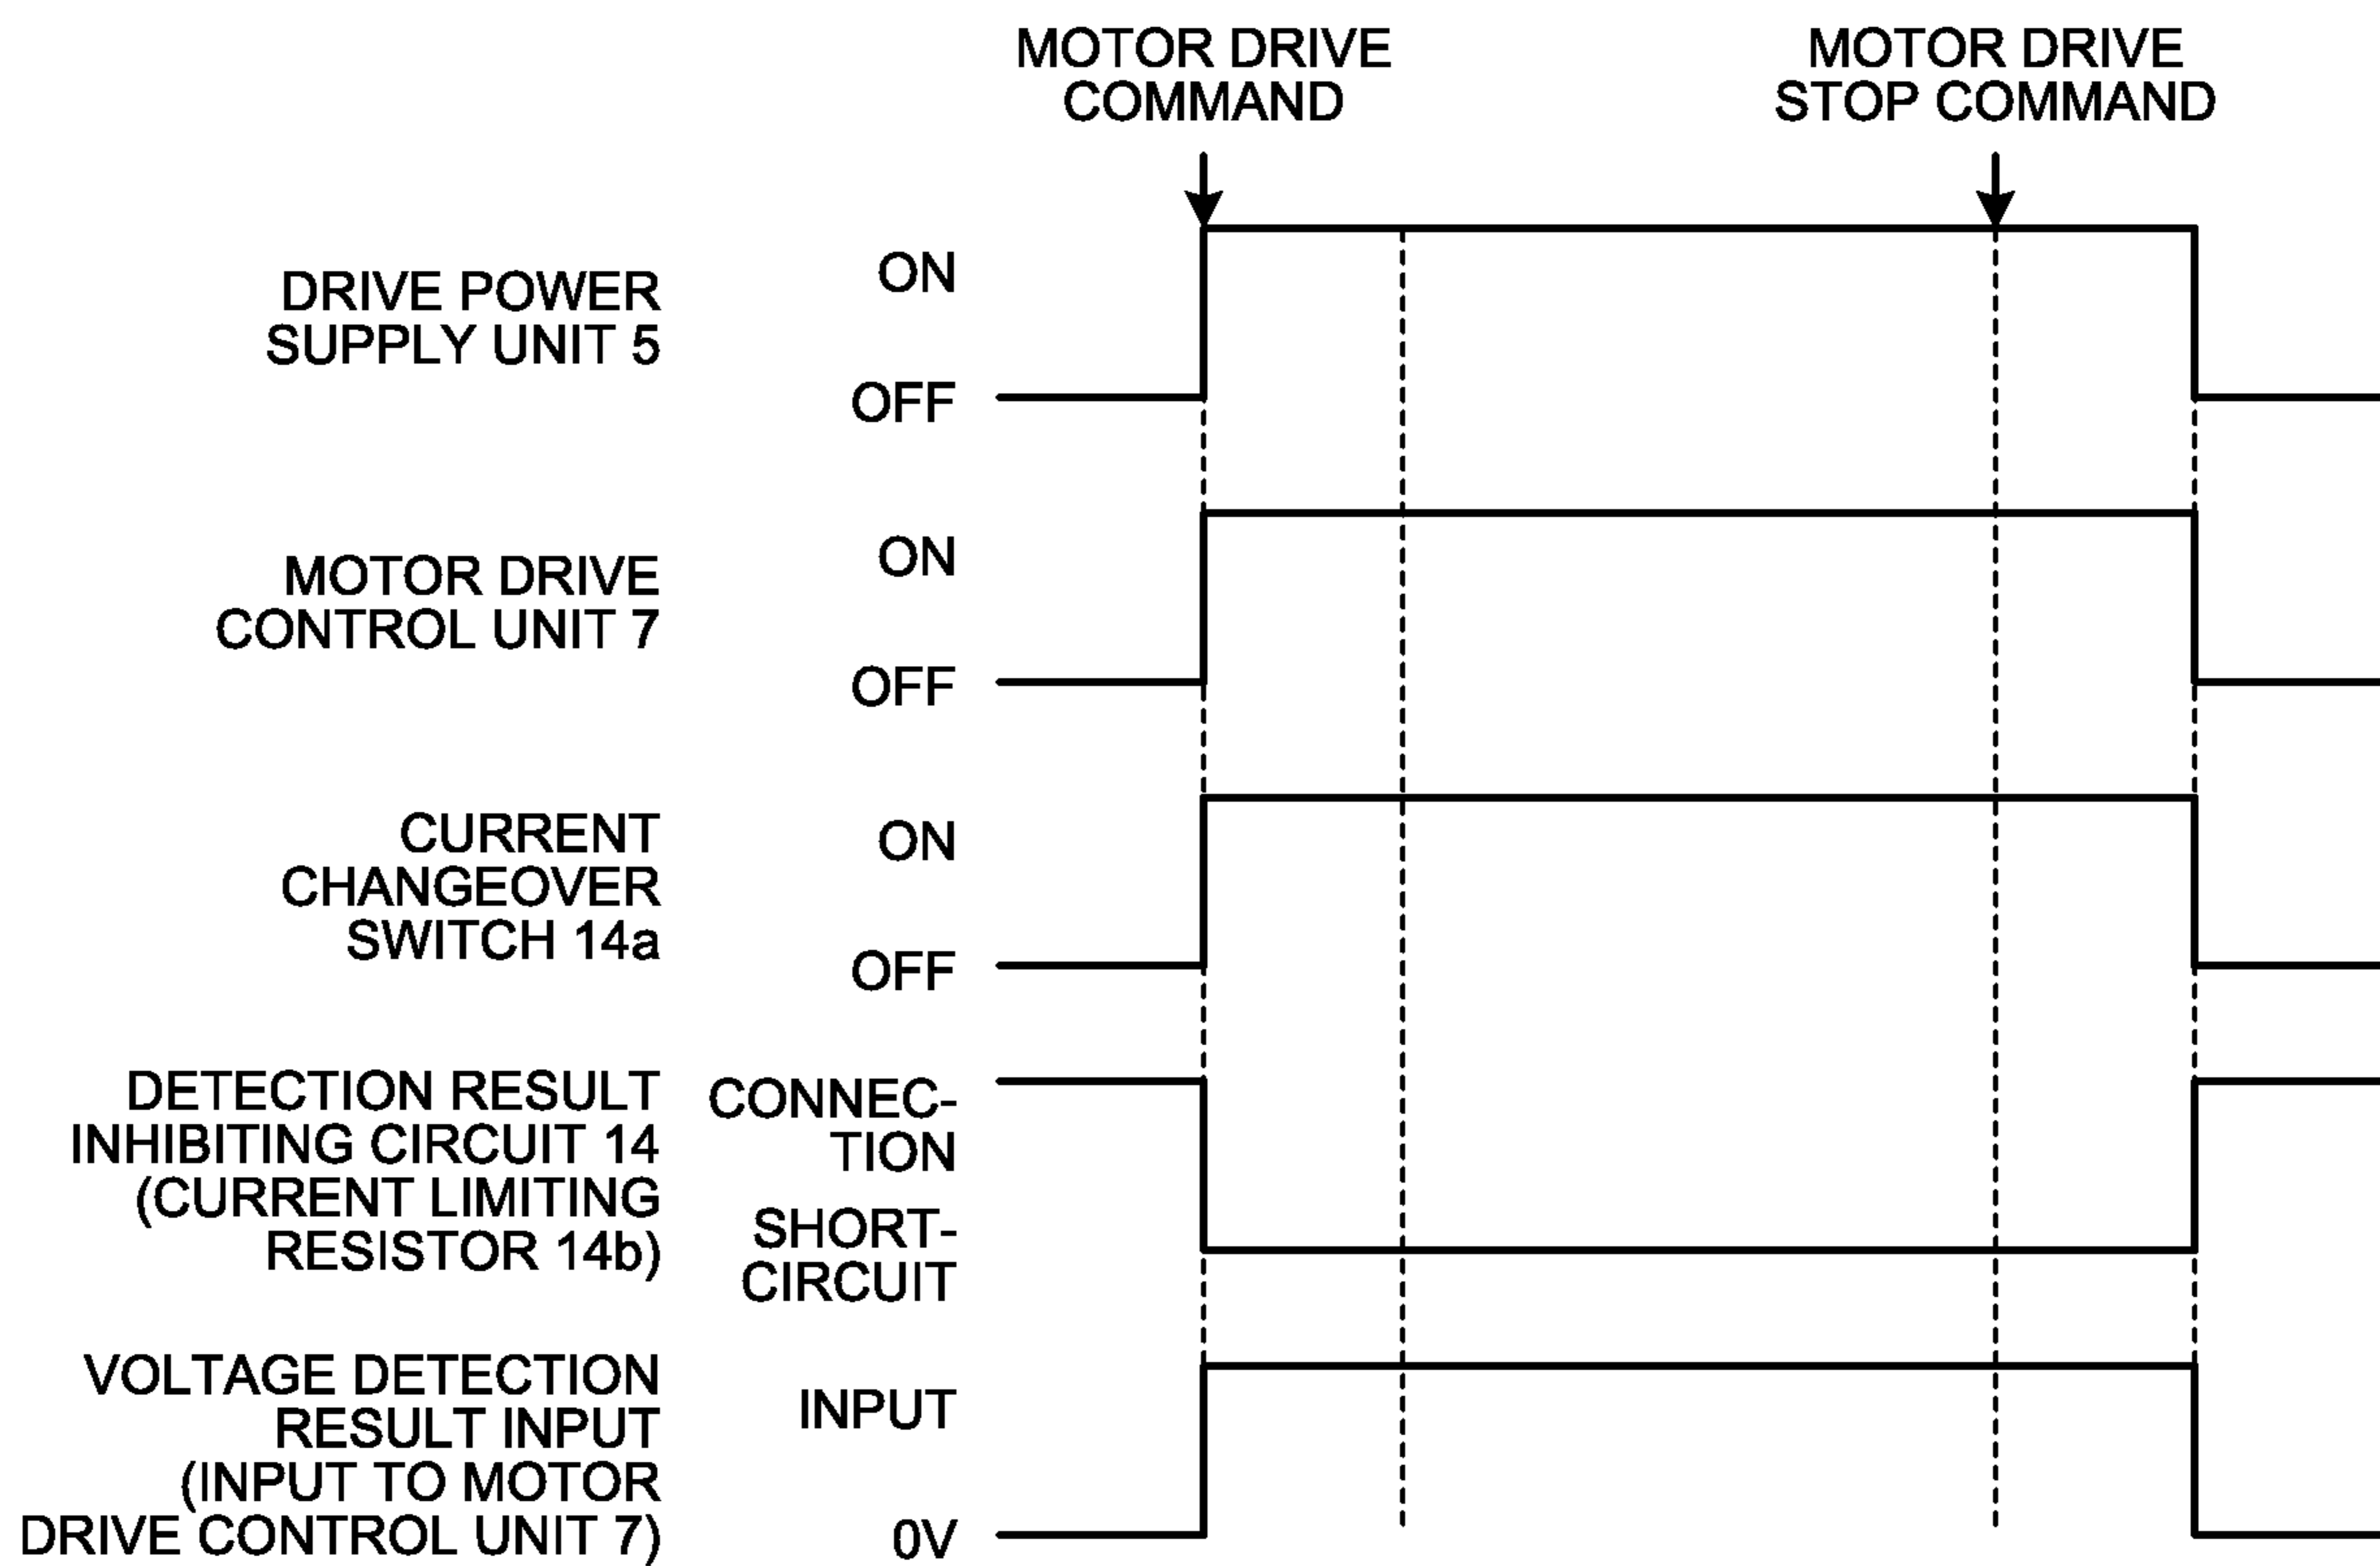 MOTOR DRIVE
COMMAND
MOTOR DRIVE
STOP COMMAND
DRIVE POWER
SUPPLY UNIT 5
ON
OFF
MOTOR DRIVE
CONTROL UNIT 7
ON
OFF
CURRENT
CHANGEOVER
SWITCH 14a
ON
OFF
DETECTION RESULT
INHIBITING CIRCUIT 14
(CURRENT LIMITING
RESISTOR 14b)
CONNEC-
TION
SHORT-
CIRCUIT
VOLTAGE DETECTION
RESULT INPUT
(INPUT TO MOTOR
DRIVE CONTROL UNIT 7)
INPUT
0V